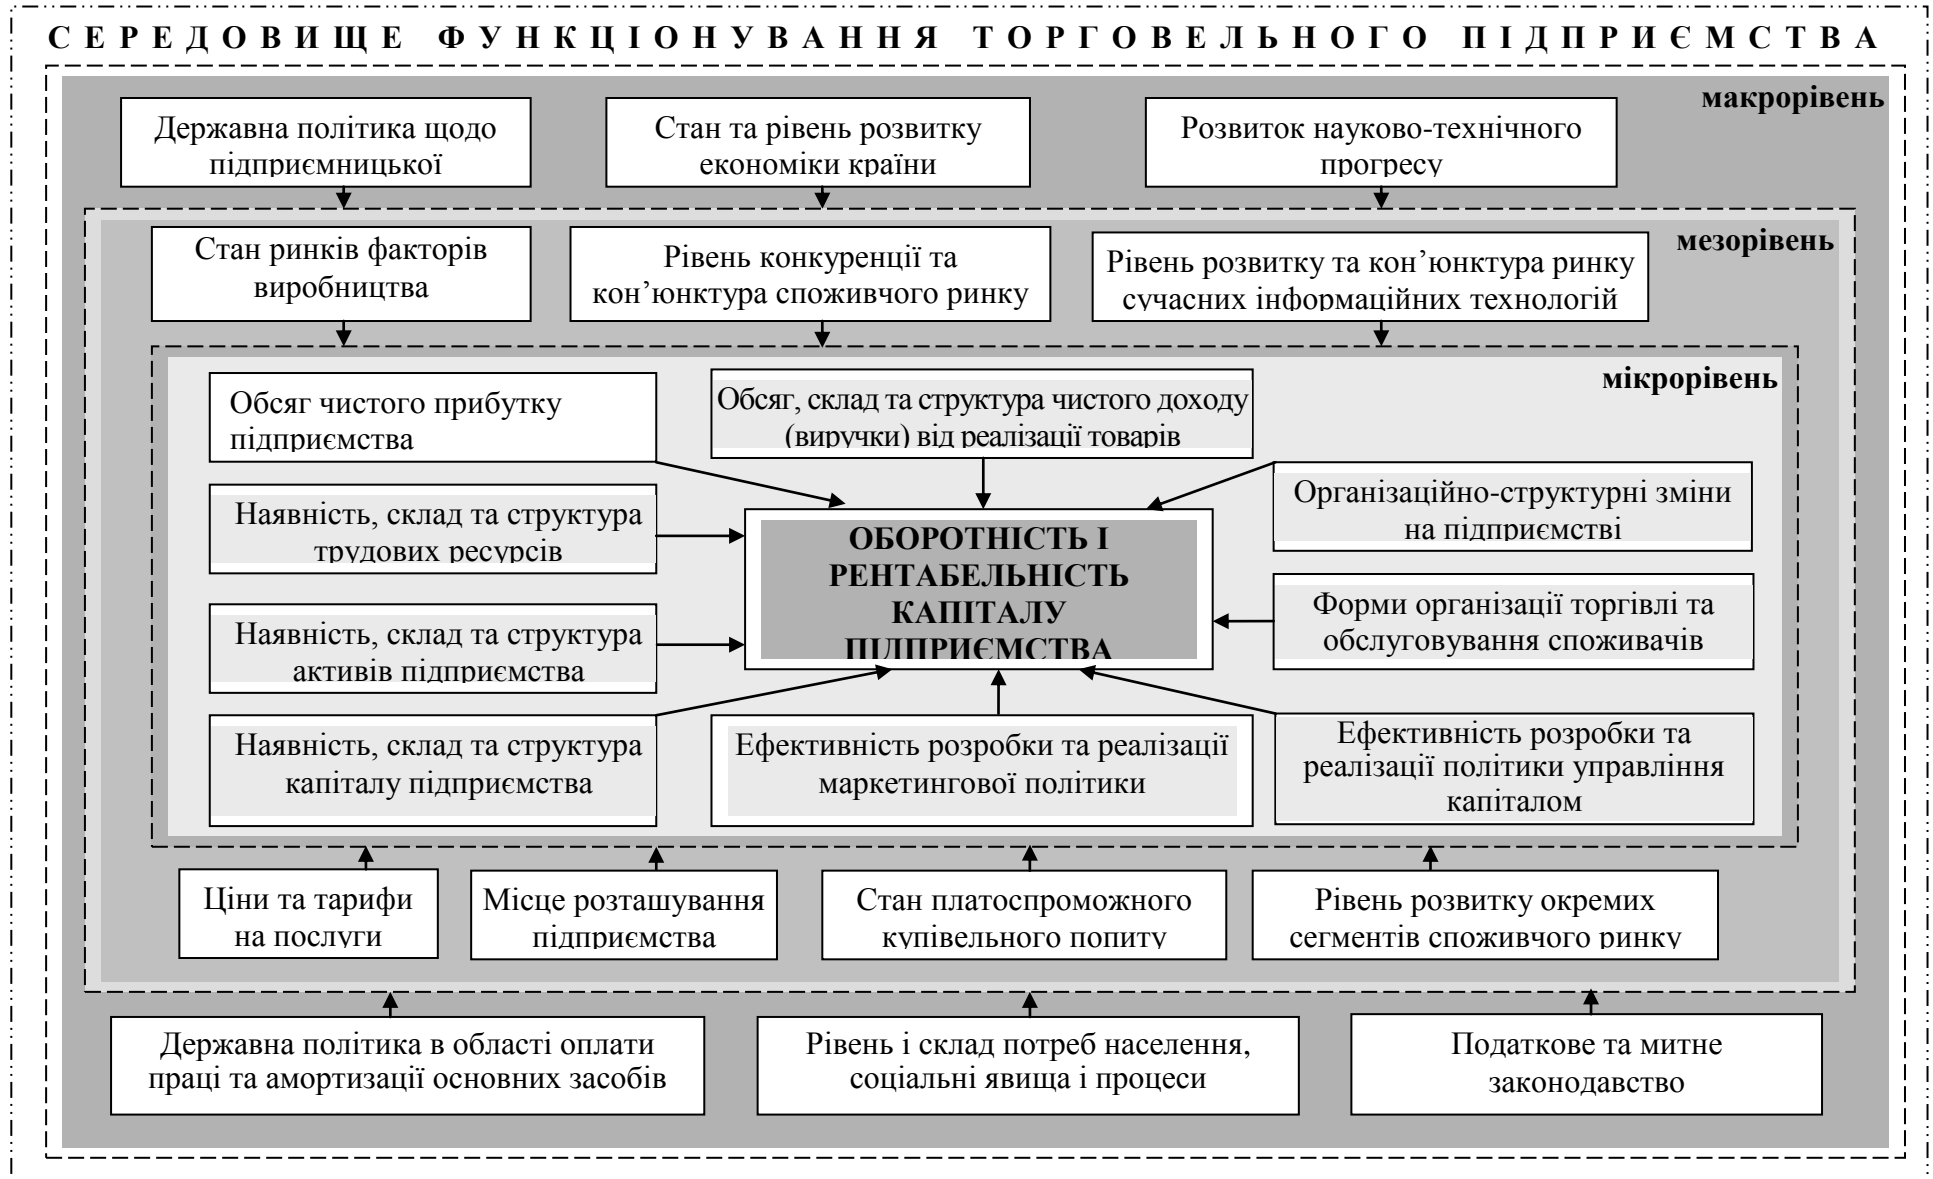 СЕРЕДОВИЩЕ ФУНКЦІОНУВАННЯ ТОРГОВЕЛЬНОГО ПІДПРИЄМСТВА
макрорівень
Державна політика щодо
підприємницької
Стан та рівень розвитку
економіки країни
Розвиток науково-технічного
прогресу
мезорівень
Стан ринків факторів
виробництва
Рівень конкуренції та
кон’юнктура споживчого ринку
Рівень розвитку та кон’юнктура ринку
сучасних інформаційних технологій
мікрорівень
Обсяг чистого прибутку
підприємства
Обсяг, склад та структура чистого доходу
(виручки) від реалізації товарів
Наявність, склад та структура
трудових ресурсів
Організаційно-структурні зміни
на підприємстві
ОБОРОТНІСТЬ І
РЕНТАБЕЛЬНІСТЬ
КАПІТАЛУ
ПІДПРИЄМСТВА
Наявність, склад та структура
активів підприємства
Форми організації торгівлі та
обслуговування споживачів
Наявність, склад та структура
капіталу підприємства
Ефективність розробки та реалізації
маркетингової політики
Ефективність розробки та
реалізації політики управління
капіталом
Ціни та тарифи
на послуги
Місце розташування
підприємства
Стан платоспроможного
купівельного попиту
Рівень розвитку окремих
сегментів споживчого ринку
Державна політика в області оплати
праці та амортизації основних засобів
Рівень і склад потреб населення,
соціальні явища і процеси
Податкове та митне
законодавство